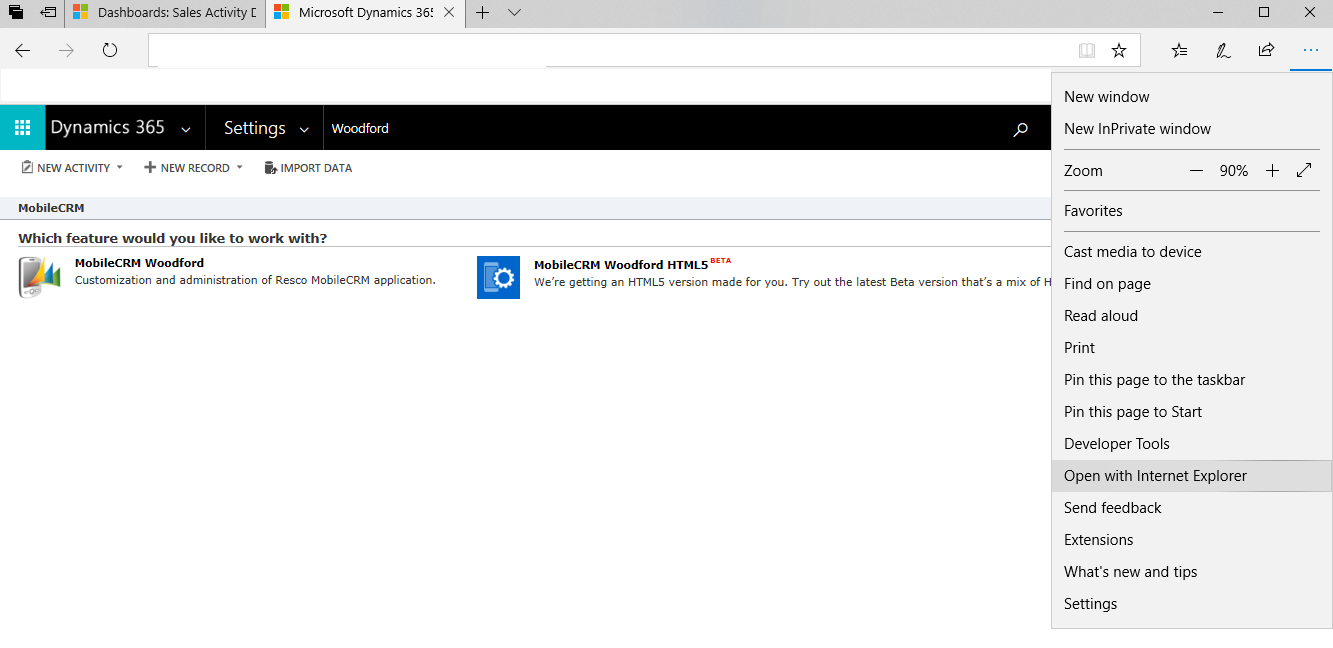 Dashboards: Sales Activity D
Microsoft Dynamics 365:
Dynamics 365
Settings
Woodford
NEW ACTIVITY
NEW RECORD
IMPORT DATA
MobileCRM
Which feature would you like to work with?
MobileCRM Woodford
Customization and administration of Resco MobileCRM application.
MobileCRM Woodford HTML5 BETA
We're getting an HTML5 version made for you. Try out the latest Beta version that's a mix of H
New window
New InPrivate window
Zoom 90%
Favorites
Cast media to device
Find on page
Read aloud
Print
Pin this page to the taskbar
Pin this page to Start
Developer Tools
Open with Internet Explorer
Send feedback
Extensions
What's new and tips
Settings